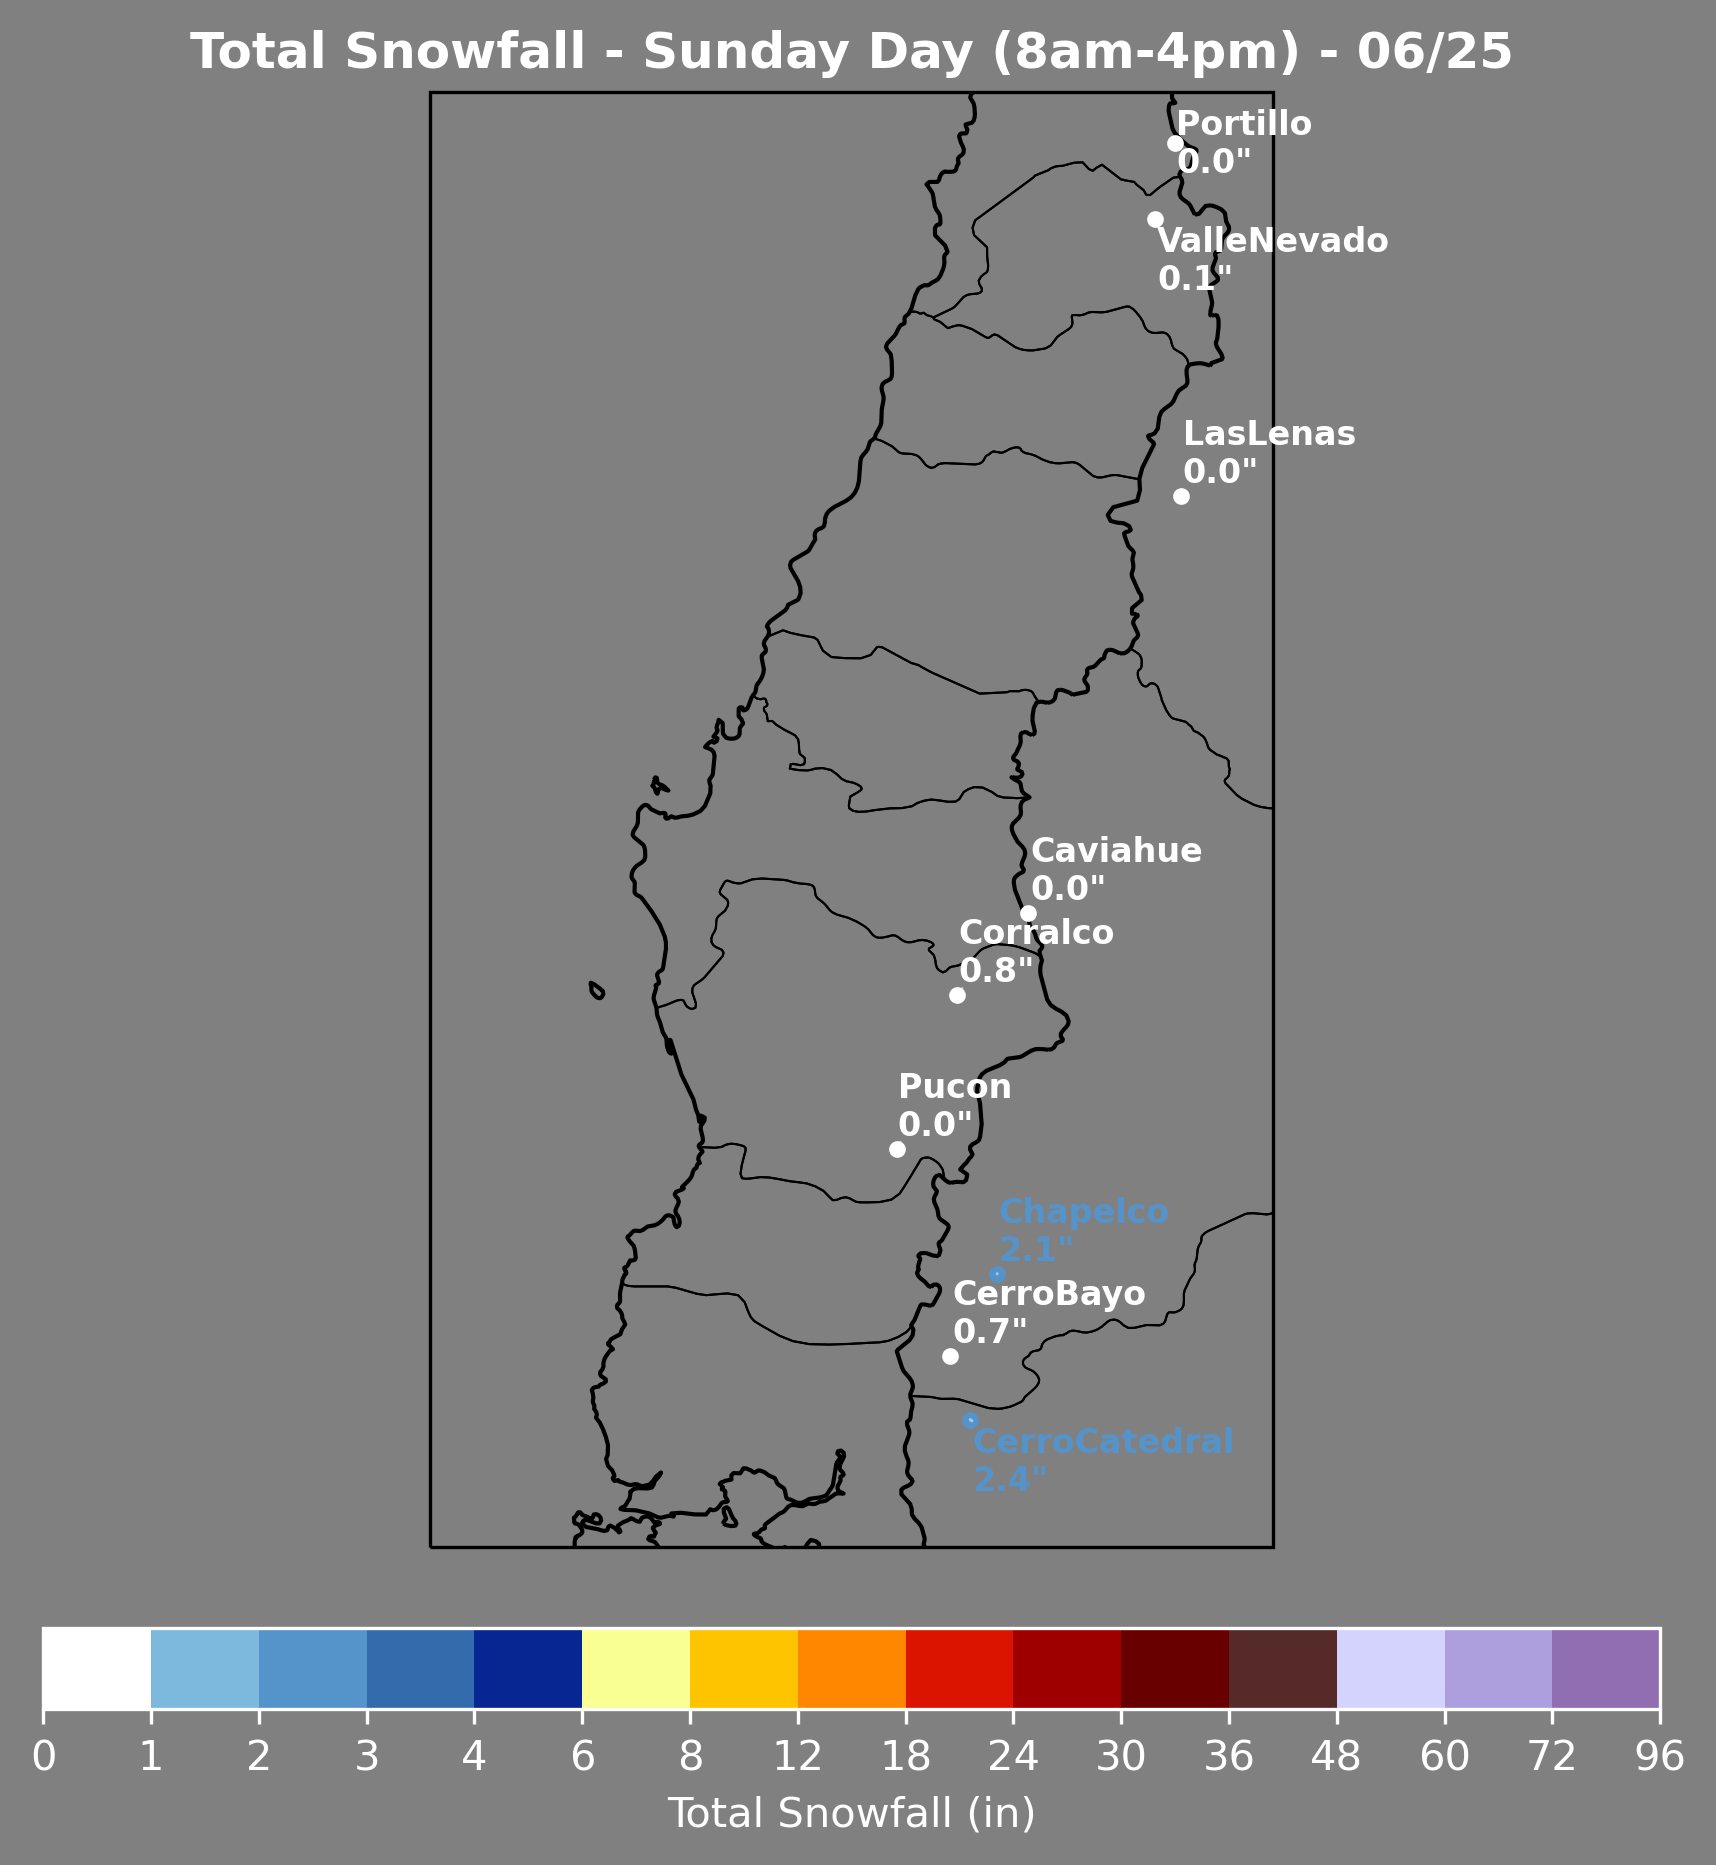 Total Snowfall - Sunday Day (8am-4pm) - 06/25
Portillo
0.0"
ValleNevado
0.1"
LasLenas
0.0"
Caviahue
0.0"
Corralco
0.8"
Pucon
0.0"
Chapelco
2.1"
CerroBayo
0.7"
CerroCatedral
2.4"
0 1 2 3 4 6 8 12 18 24 30 36 48 60 72 96
Total Snowfall (in)